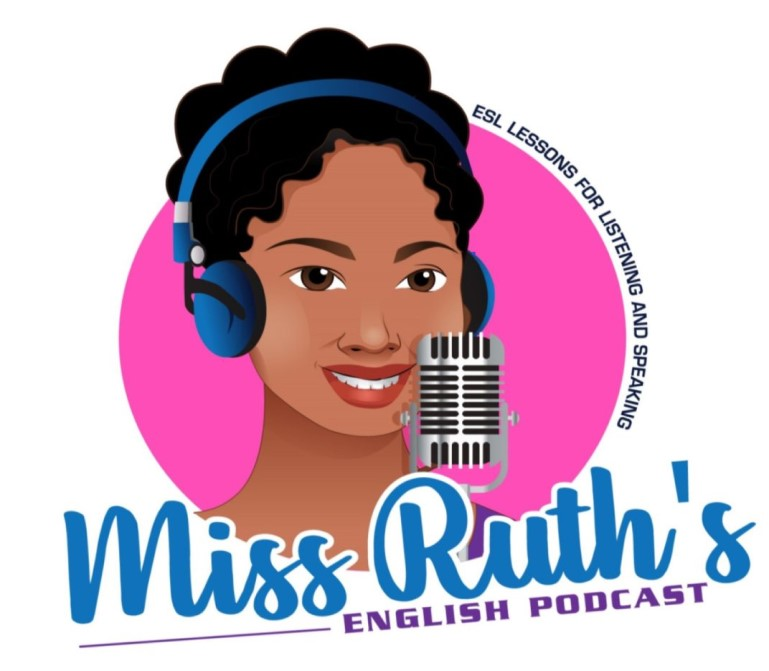 ESL LESSONS FOR LISTENING AND SPEAKING
Miss Ruth's
ENGLISH PODCAST